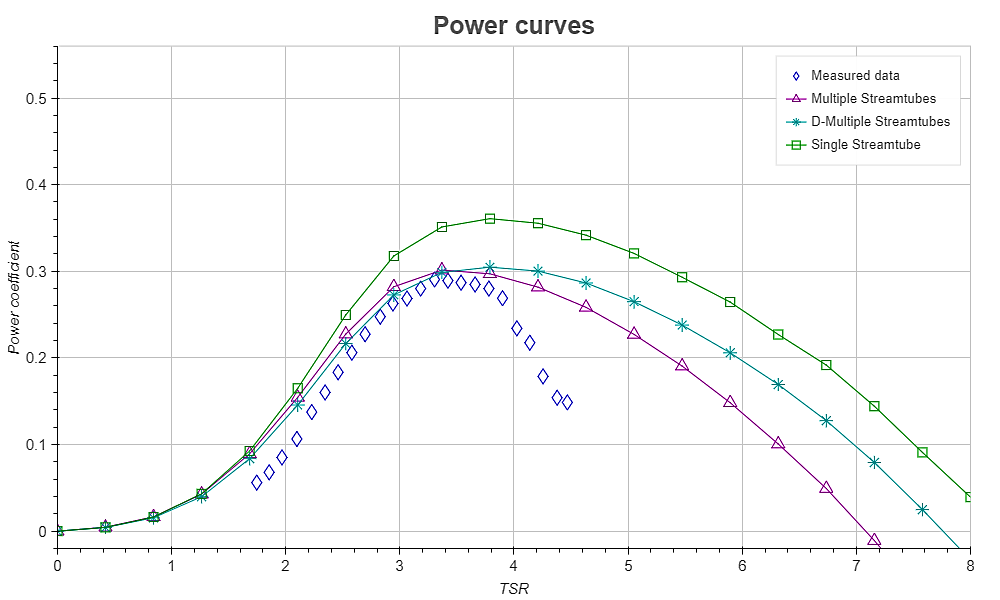 Power curves
Measured data
Multiple Streamtubes
D-Multiple Streamtubes
Single Streamtube
Power coefficient
0.5
0.4
0.3
0.2
0.1
0
0 1 2 3 4 5 6 7 8
TSR